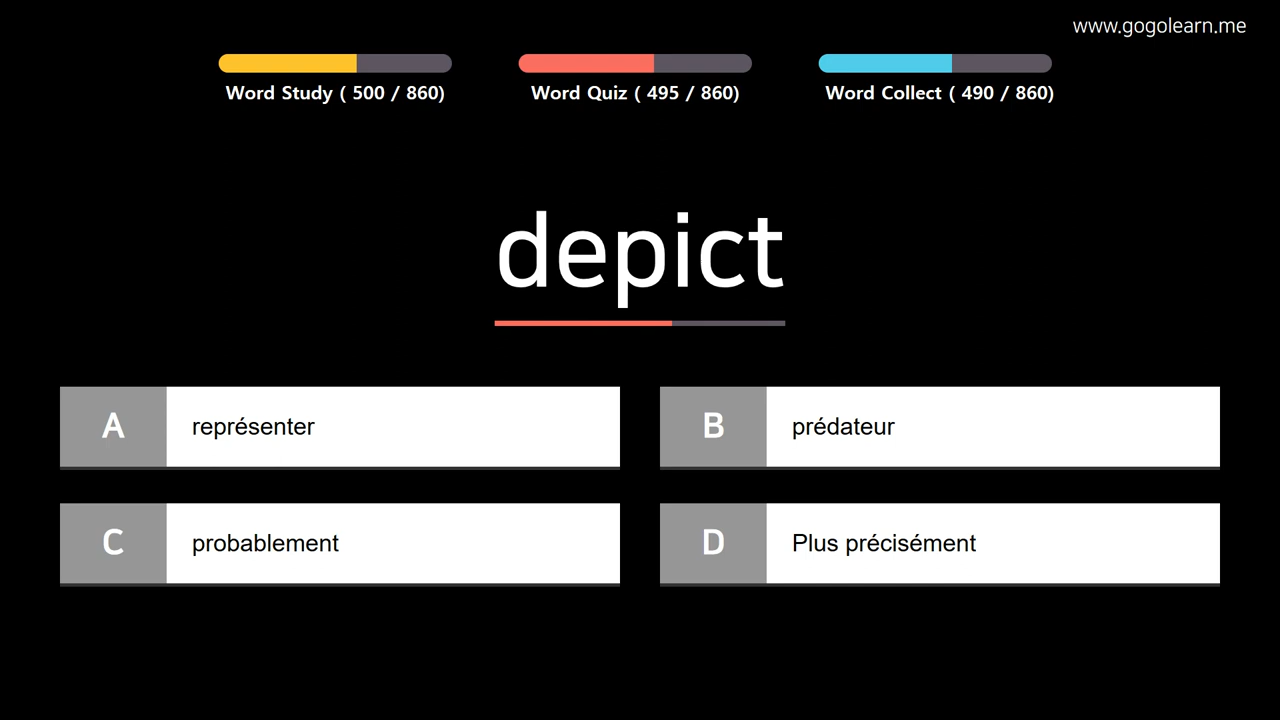 www.gogolearn.me
Word Study ( 500 / 860)
Word Quiz ( 495 / 860)
Word Collect ( 490 / 860)
depict
A
représenter
B
prédateur
C
probablement
D
Plus précisément